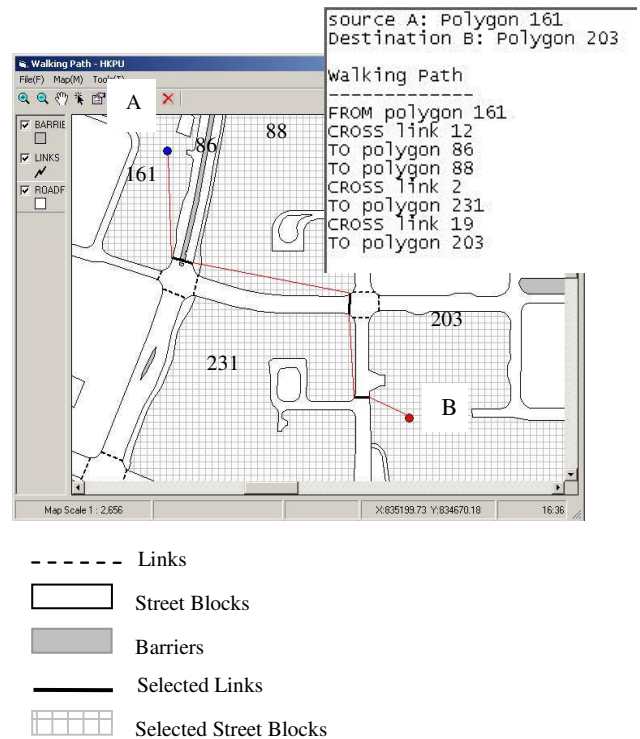 source A: Polygon 161
Destination B: Polygon 203
Walking Path
-------------
FROM polygon 161
CROSS link 12
TO polygon 86
TO polygon 88
CROSS link 2
TO polygon 231
CROSS link 19
TO polygon 203
Walking Path - HKPU
File(F) Map(M)
A
BARRIE
LINKS
ROADF
88
86
161
203
231
B
Map Scale 1 : 2,656
X:835199.73 Y:834670.18
16:36
Links
Street Blocks
Barriers
Selected Links
Selected Street Blocks